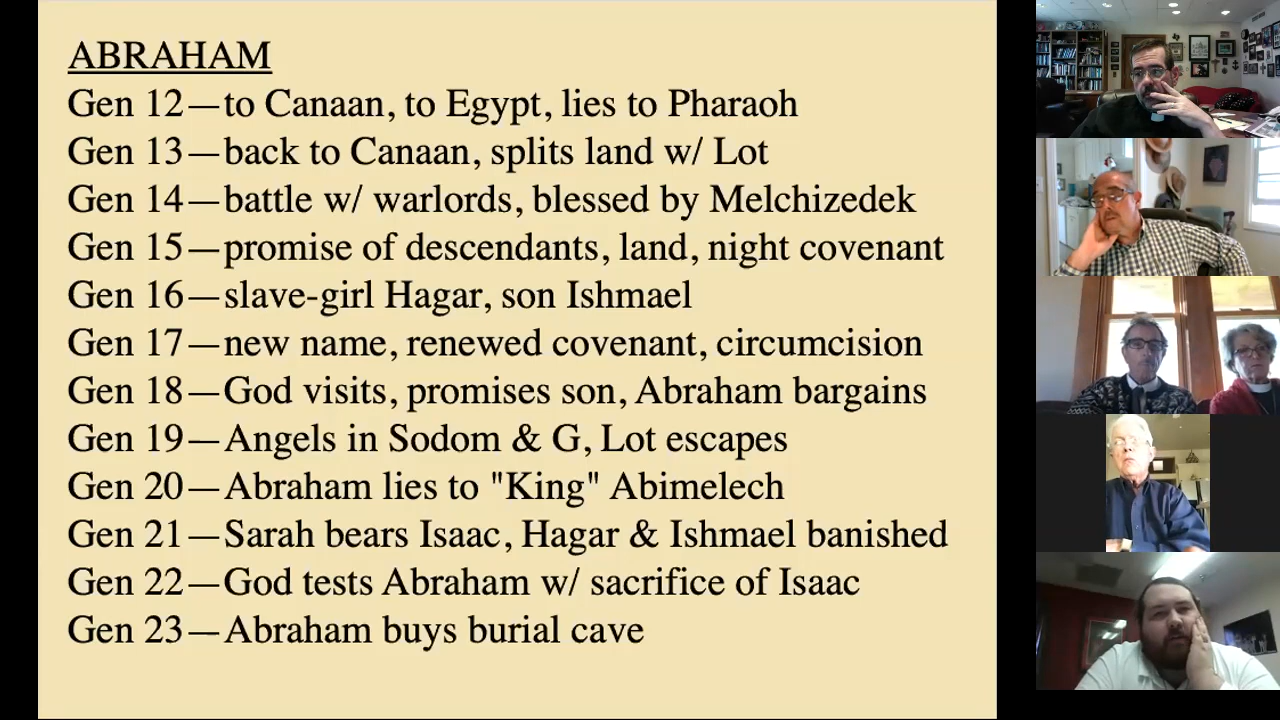 ABRAHAM
Gen 12—to Canaan, to Egypt, lies to Pharaoh
Gen 13—back to Canaan, splits land w/ Lot
Gen 14—battle w/ warlords, blessed by Melchizedek
Gen 15—promise of descendants, land, night covenant
Gen 16—slave-girl Hagar, son Ishmael
Gen 17—new name, renewed covenant, circumcision
Gen 18—God visits, promises son, Abraham bargains
Gen 19—Angels in Sodom & G, Lot escapes
Gen 20—Abraham lies to "King" Abimelech
Gen 21—Sarah bears Isaac, Hagar & Ishmael banished
Gen 22—God tests Abraham w/ sacrifice of Isaac
Gen 23—Abraham buys burial cave